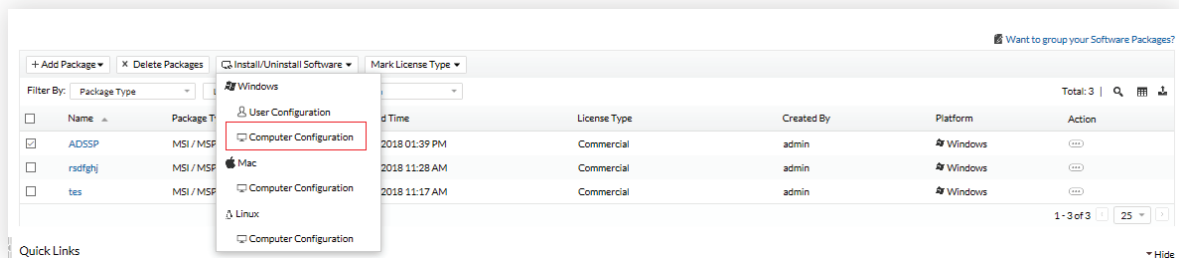 Want to group your Software Packages?
+ Add Package
× Delete Packages
Install/Uninstall Software
Mark License Type
Filter By:
Package Type
Total: 3 |
Windows
User Configuration
Computer Configuration
Mac
Computer Configuration
Linux
Computer Configuration
Name
Package T
d Time
License Type
Created By
Platform
Action
ADSSP
MSI / MSP
2018 01:39 PM
Commercial
admin
Windows
rsdfghj
MSI / MSP
2018 11:28 AM
Commercial
admin
Windows
tes
MSI / MSP
2018 11:17 AM
Commercial
admin
Windows
1 - 3 of 3
25
Quick Links
Hide